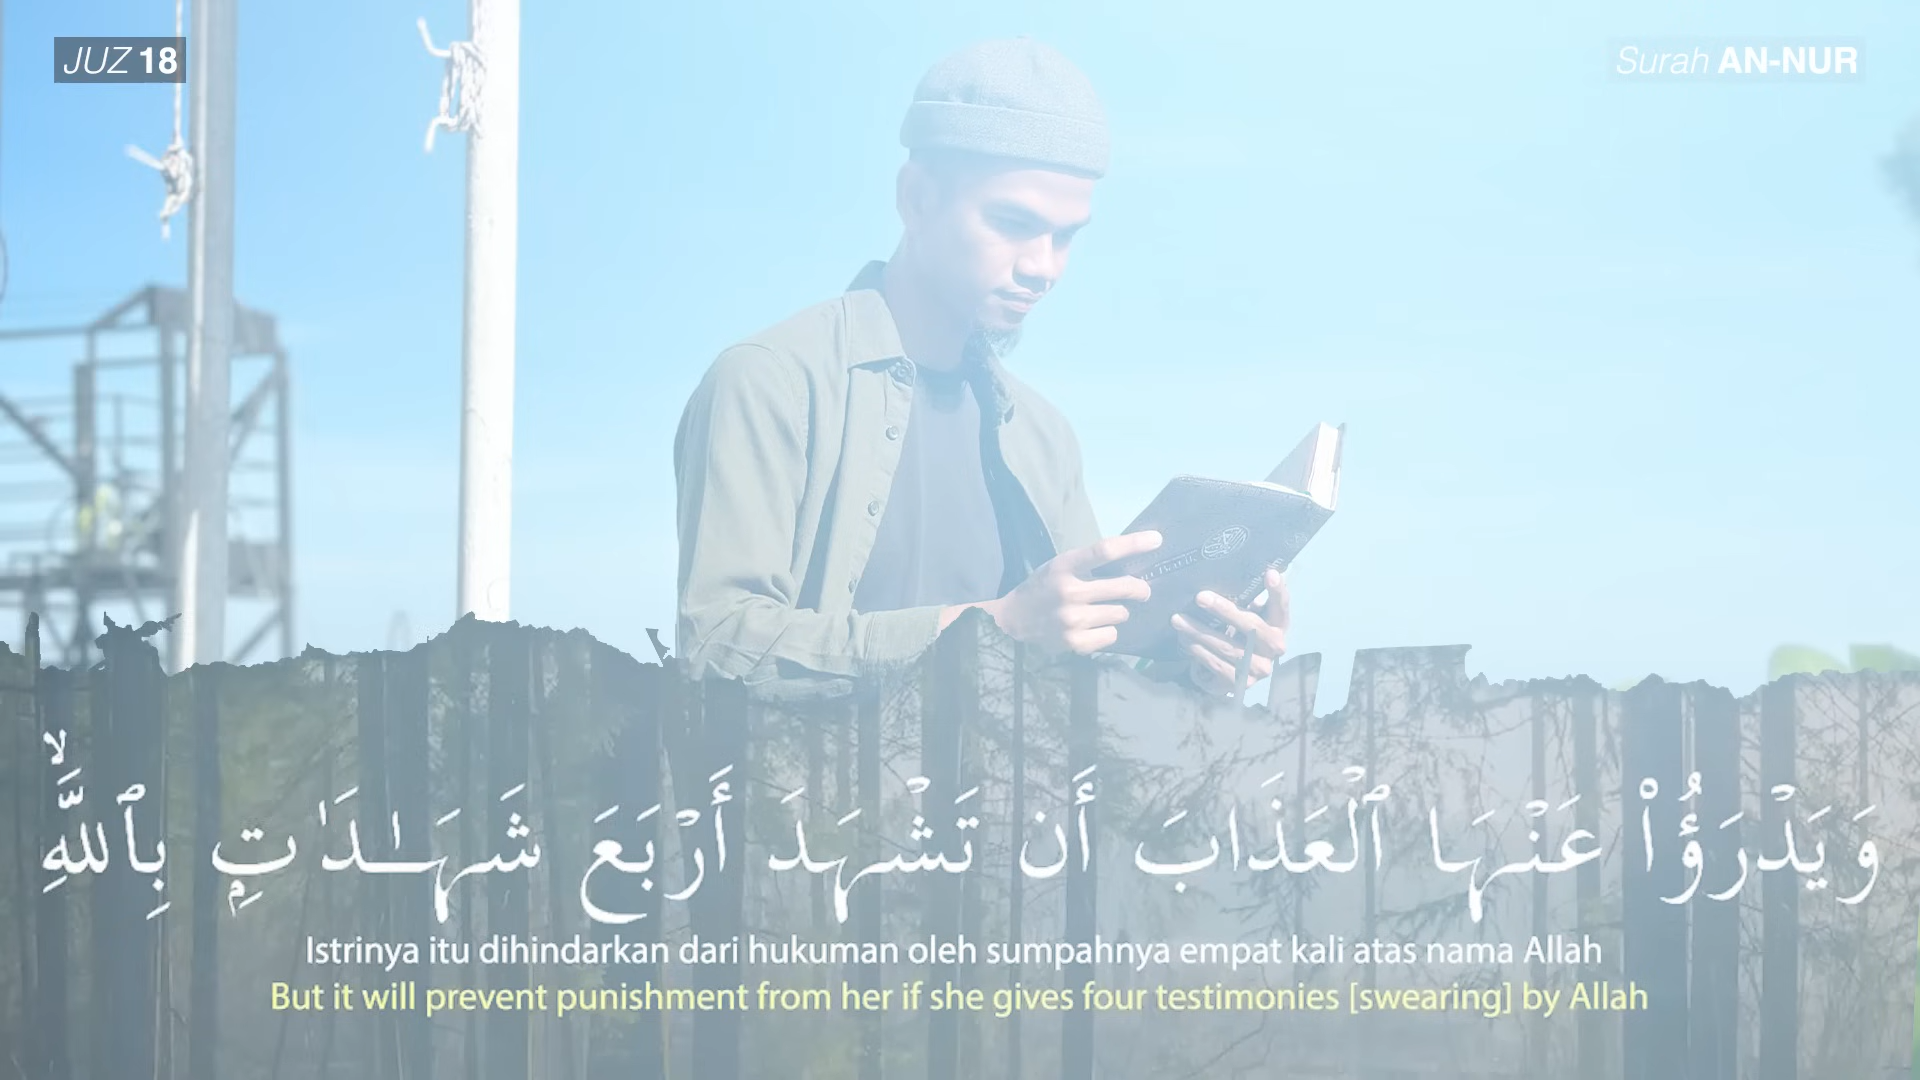 JUZ 18
Surah AN-NUR
وَيَدْرَؤُا۟ عَنْهَا ٱلْعَذَابَ أَن تَشْهَدَ أَرْبَعَ شَهَـٰدَٰتٍۭ بِٱللَّهِ ۙ
Istrinya itu dihindarkan dari hukuman oleh sumpahnya empat kali atas nama Allah
But it will prevent punishment from her if she gives four testimonies [swearing] by Allah